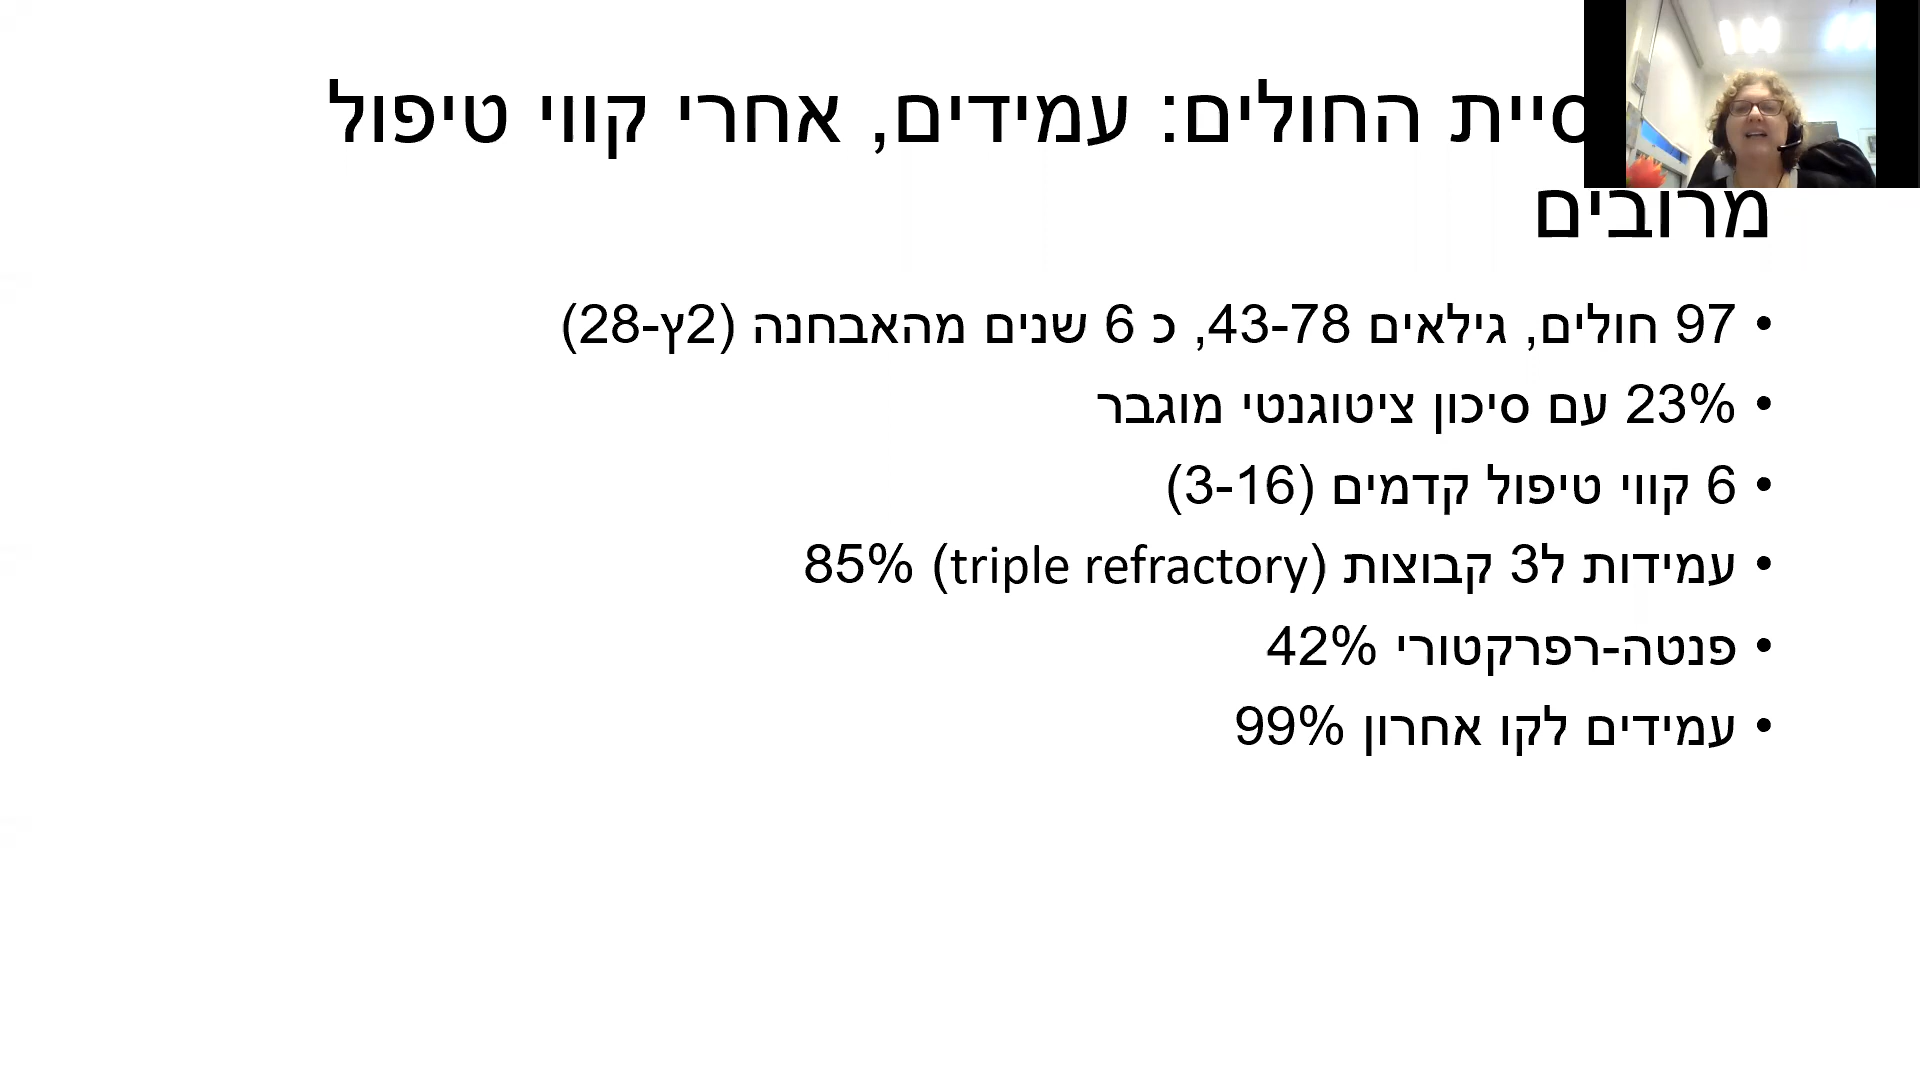 סיית החולים: עמידים, אחרי קווי טיפול
מרובים
• 97 חולים, גילאים 43-78, כ 6 שנים מהאבחנה (2ץ-28)
• 23% עם סיכון ציטוגנטי מוגבר
• 6 קווי טיפול קדמים (3-16)
• עמידות ל3 קבוצות (triple refractory) 85%
• פנטה-רפרקטורי 42%
• עמידים לקו אחרון 99%